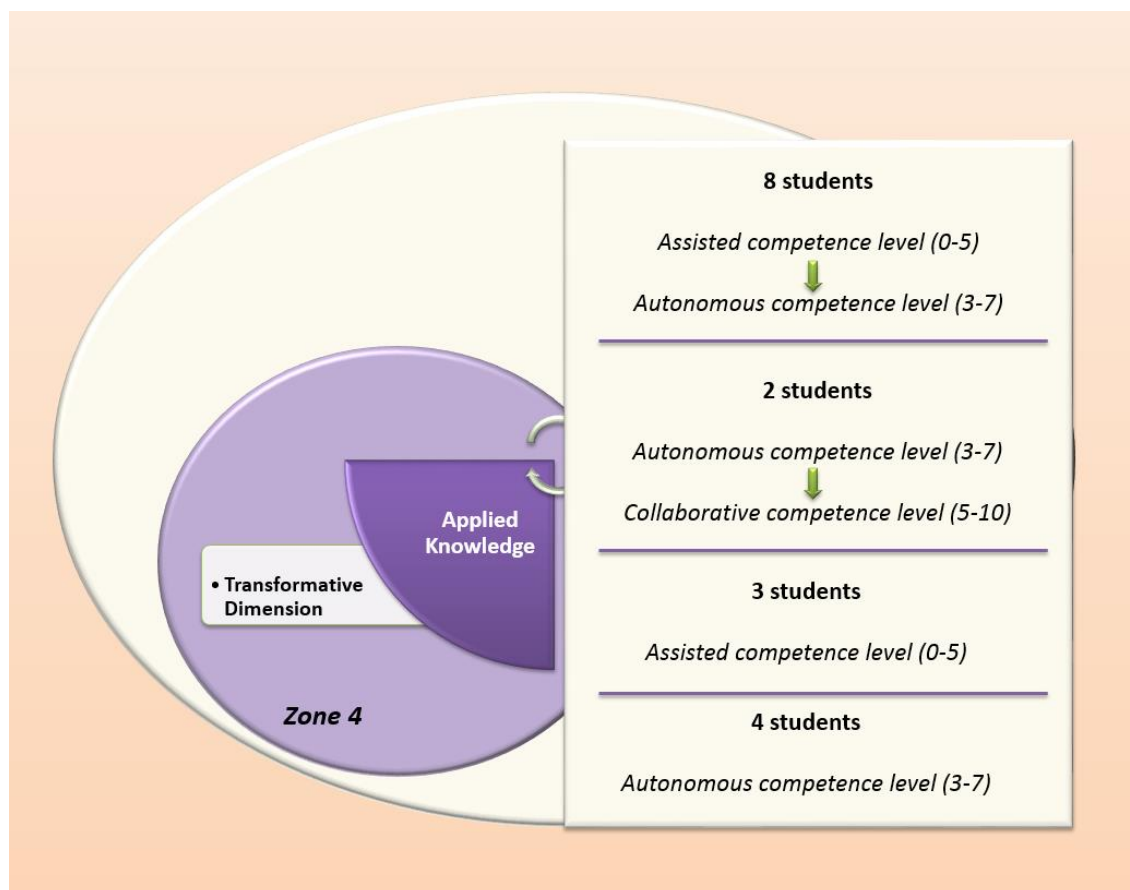 8 students
Assisted competence level (0-5)
Autonomous competence level (3-7)
2 students
Autonomous competence level (3-7)
Collaborative competence level (5-10)
3 students
Assisted competence level (0-5)
4 students
Autonomous competence level (3-7)
Applied
Knowledge
• Transformative
Dimension
Zone 4